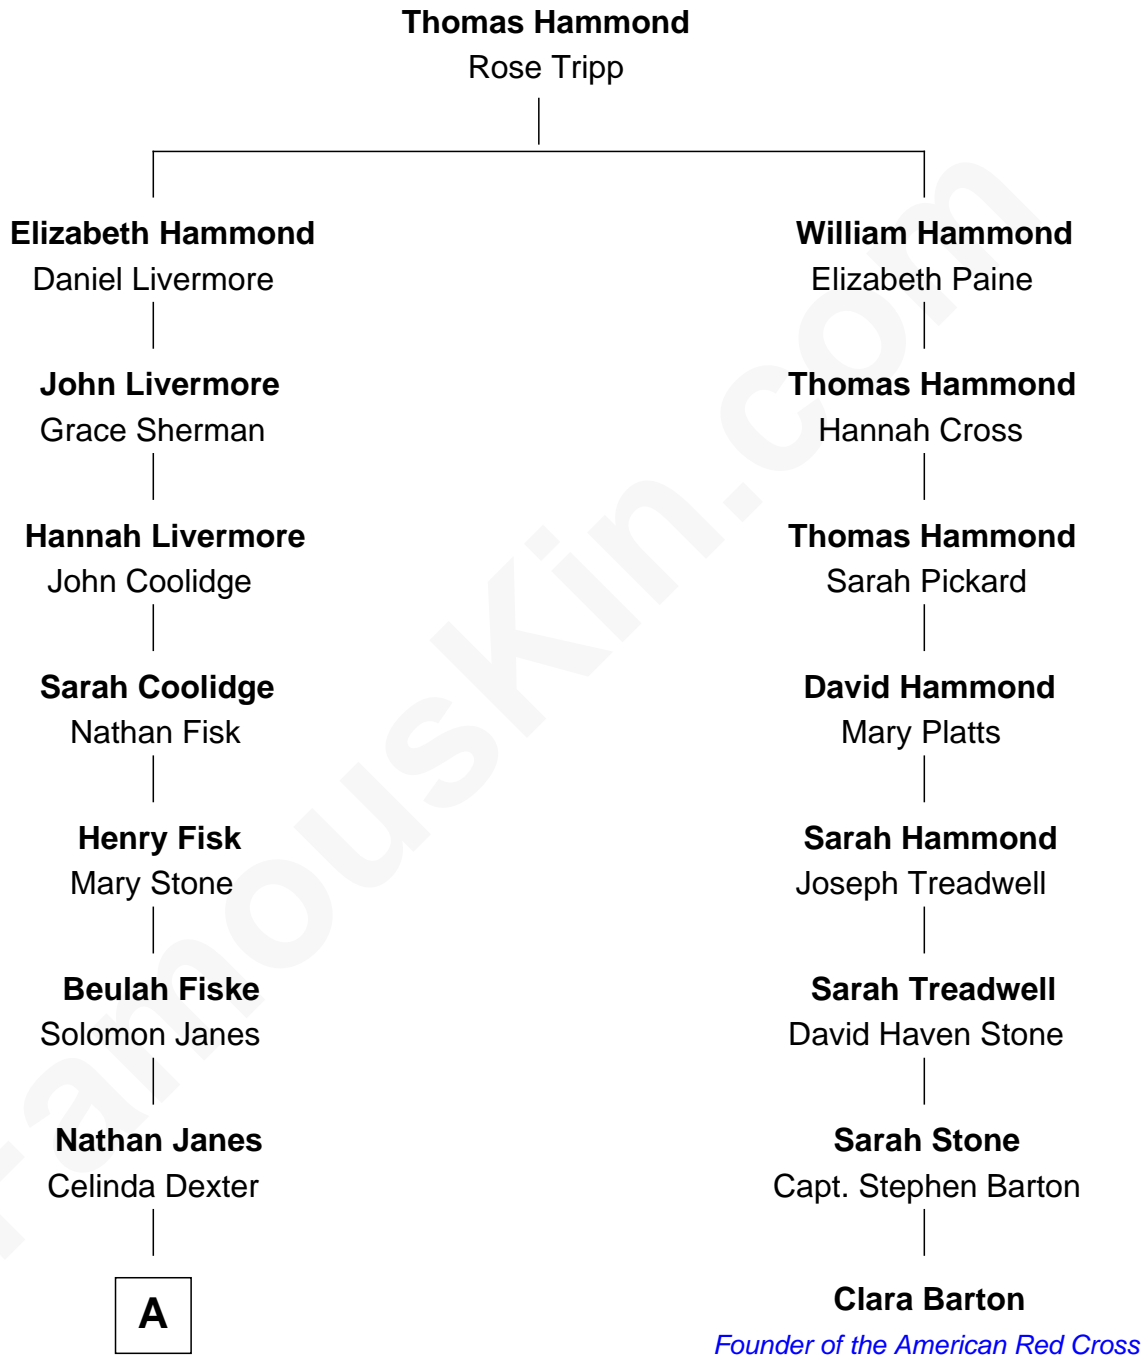 Thomas Hammond
Rose Tripp
Elizabeth Hammond
Daniel Livermore
John Livermore
Grace Sherman
Hannah Livermore
John Coolidge
Sarah Coolidge
Nathan Fisk
Henry Fisk
Mary Stone
Beulah Fiske
Solomon Janes
Nathan Janes
Celinda Dexter
A
William Hammond
Elizabeth Paine
Thomas Hammond
Hannah Cross
Thomas Hammond
Sarah Pickard
David Hammond
Mary Platts
Sarah Hammond
Joseph Treadwell
Sarah Treadwell
David Haven Stone
Sarah Stone
Capt. Stephen Barton
Clara Barton
Founder of the American Red Cross
FamousKin.com